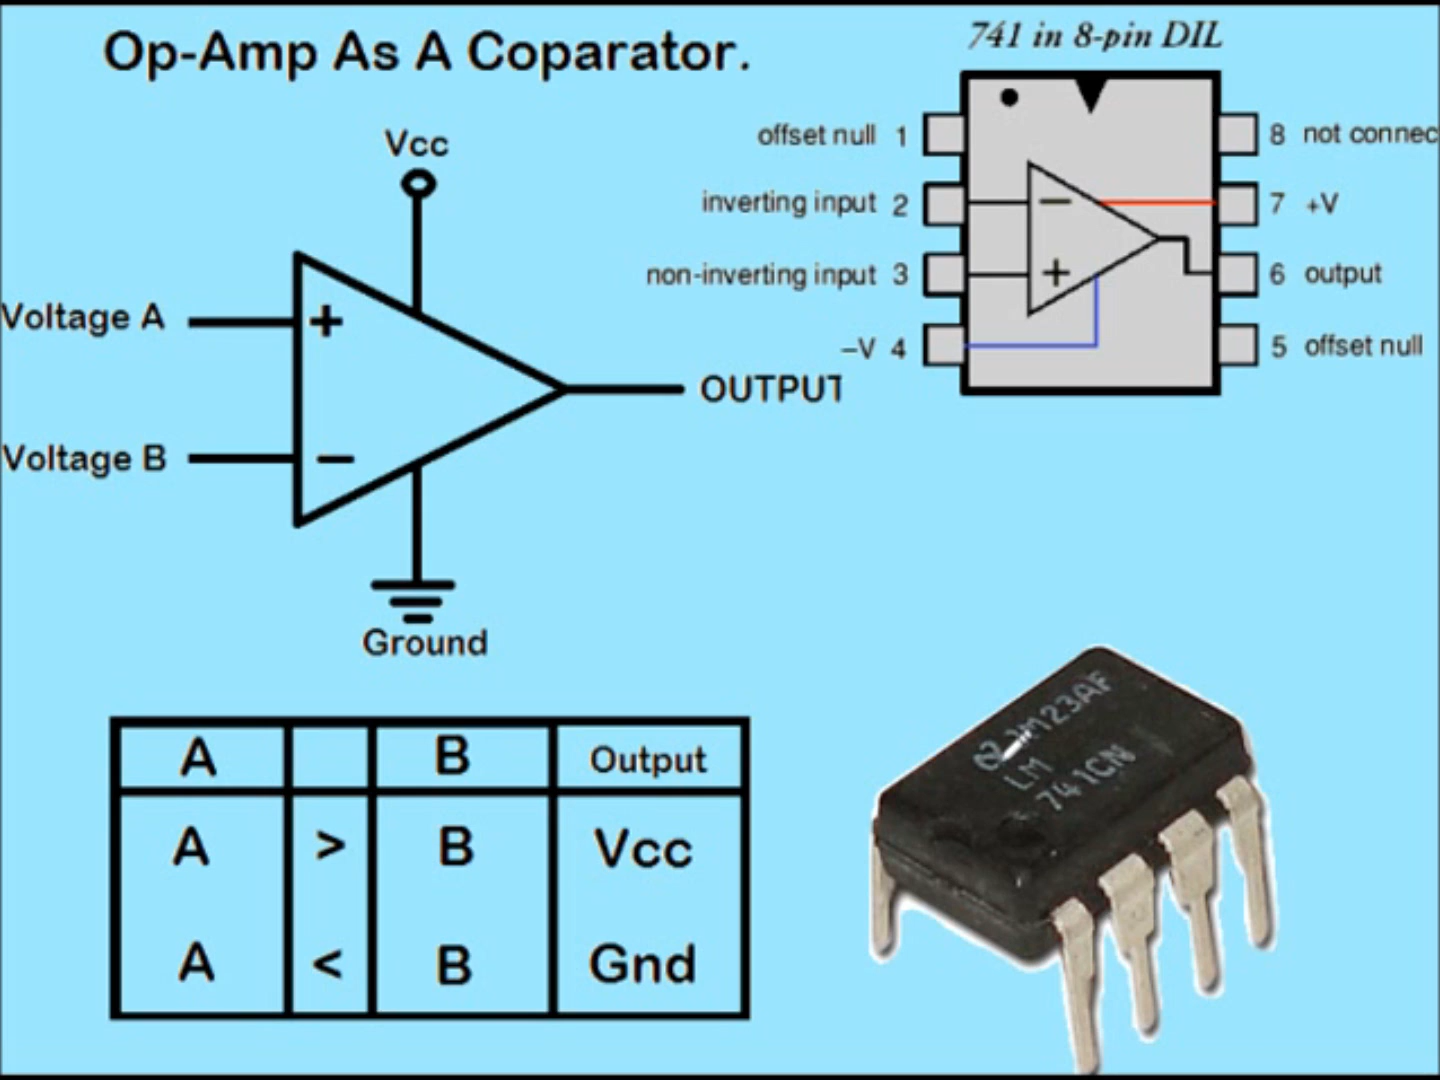 Op-Amp As A Coparator.
741 in 8-pin DIL
Vcc
Voltage A
+
Voltage B
−
OUTPUT
Ground
offset null 1
inverting input 2
non-inverting input 3
−V 4
−
+
8 not connec
7 +V
6 output
5 offset null
A B Output
A > B Vcc
A < B Gnd
M23AF
LM
741CN